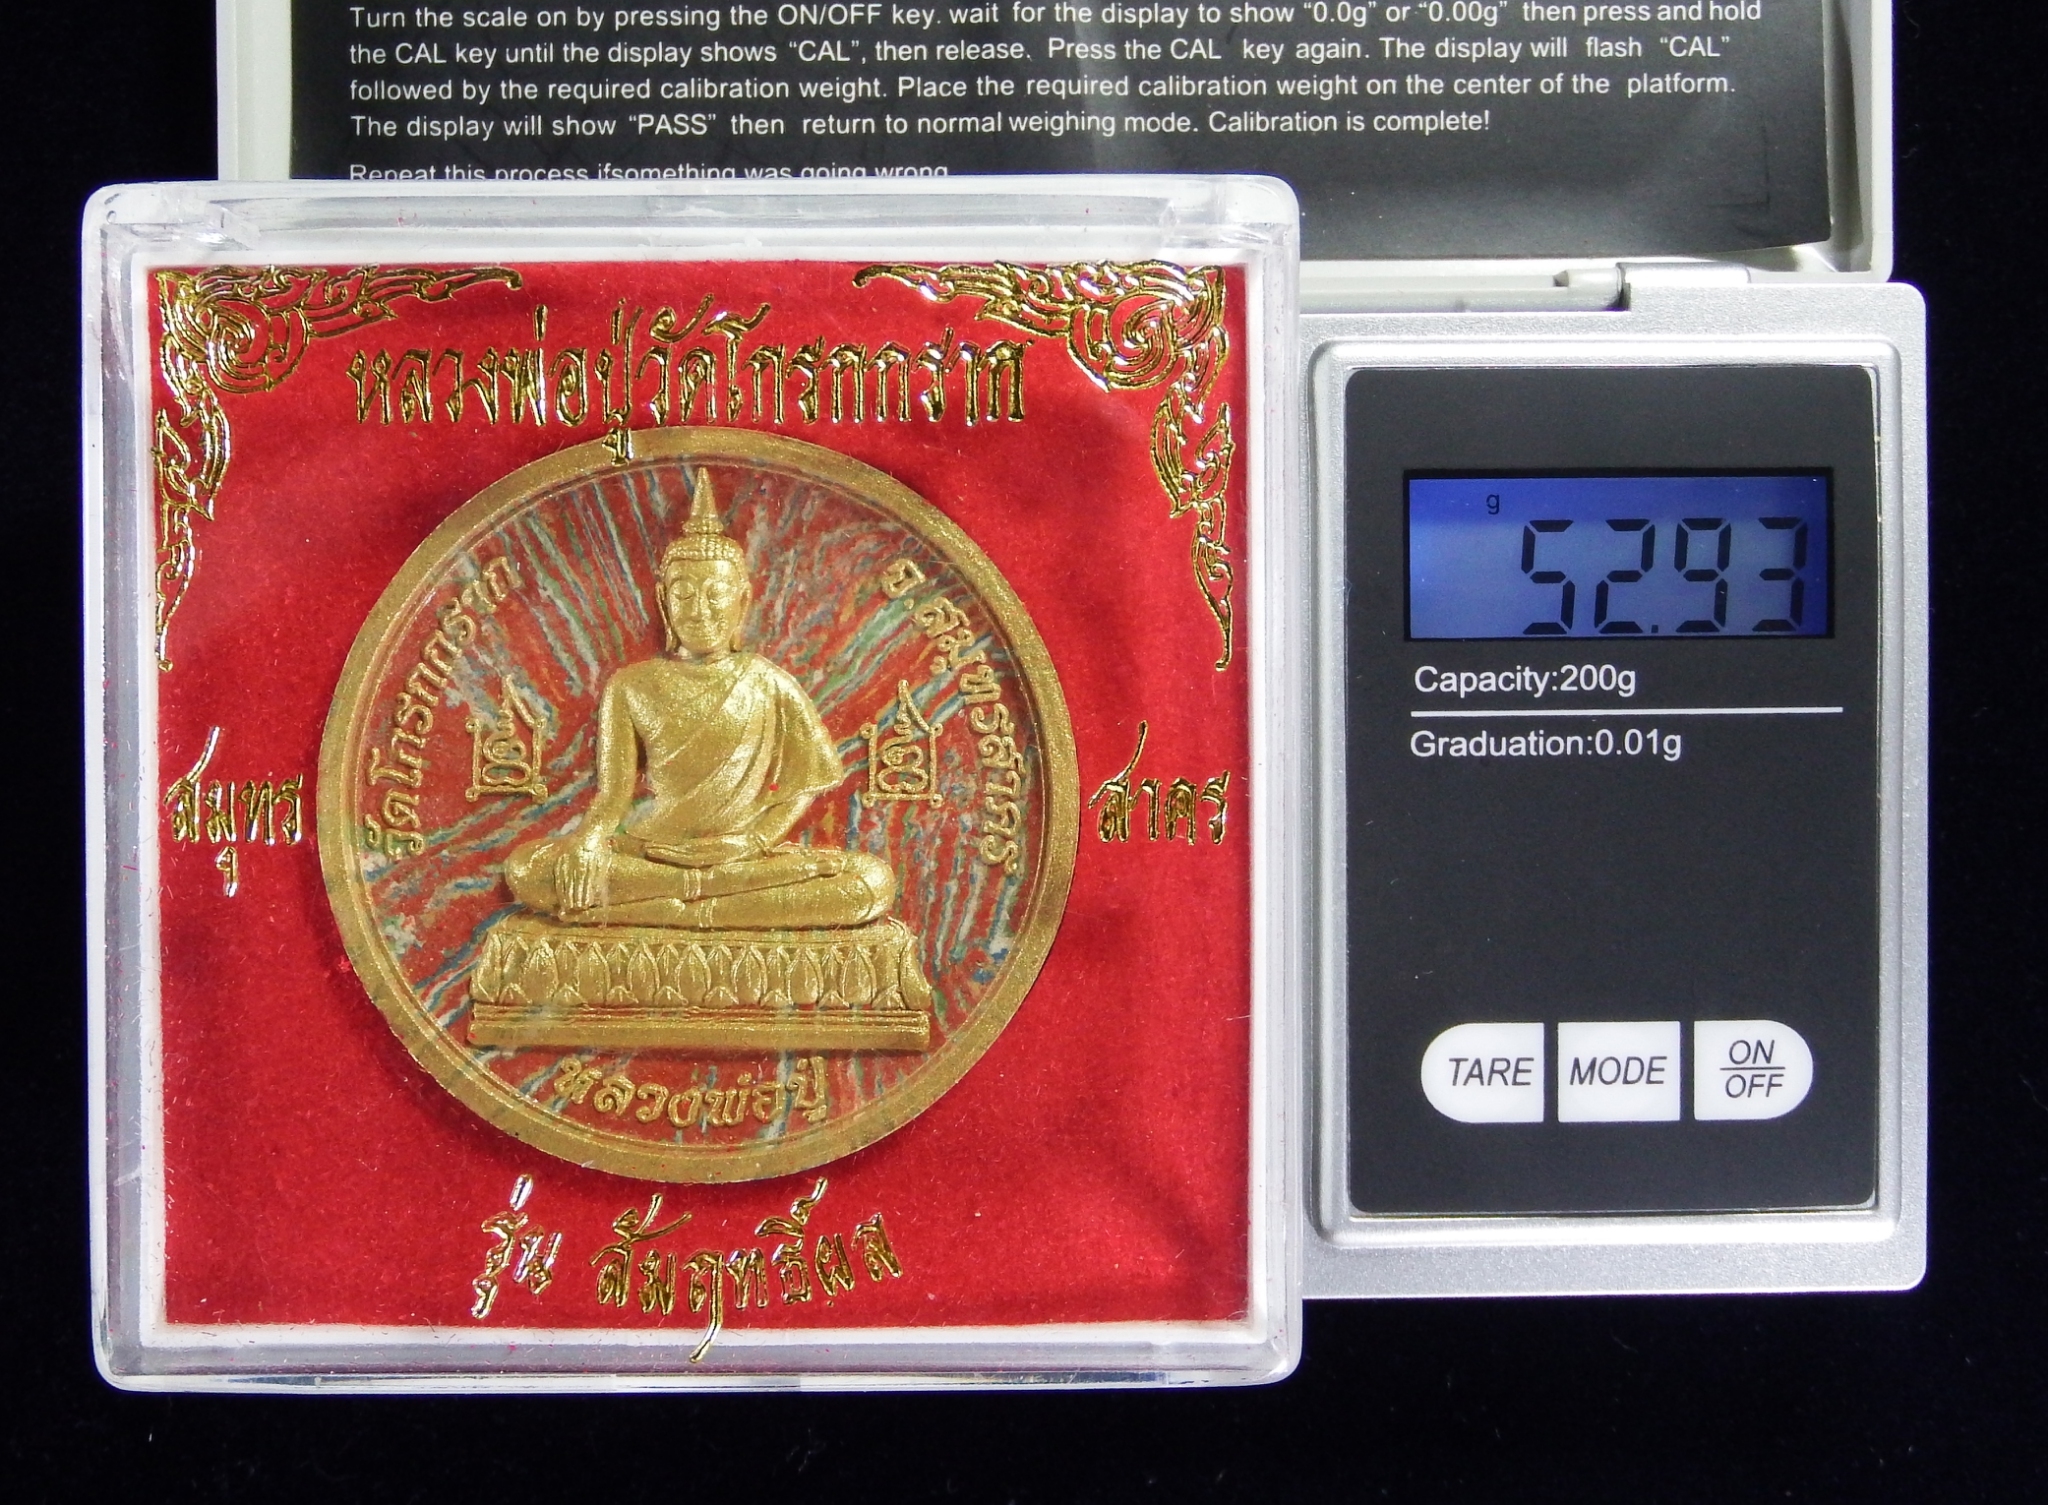 Turn the scale on by pressing the ON/OFF key. wait for the display to show “0.0g” or “0.00g” then press and hold
the CAL key until the display shows “CAL”, then release. Press the CAL key again. The display will flash “CAL”
followed by the required calibration weight. Place the required calibration weight on the center of the platform.
The display will show “PASS” then return to normal weighing mode. Calibration is complete!
Repeat this process ifsomething was going wrong
หลวงพ่อปู่วัดโกรกกราก
วัดโกรกกราก
จ.สมุทรสาคร
สมุทร
สาคร
หลวงพ่อปู่
รุ่น สัมฤทธิ์ผล
g
52.93
Capacity:200g
Graduation:0.01g
TARE
MODE
ON
OFF